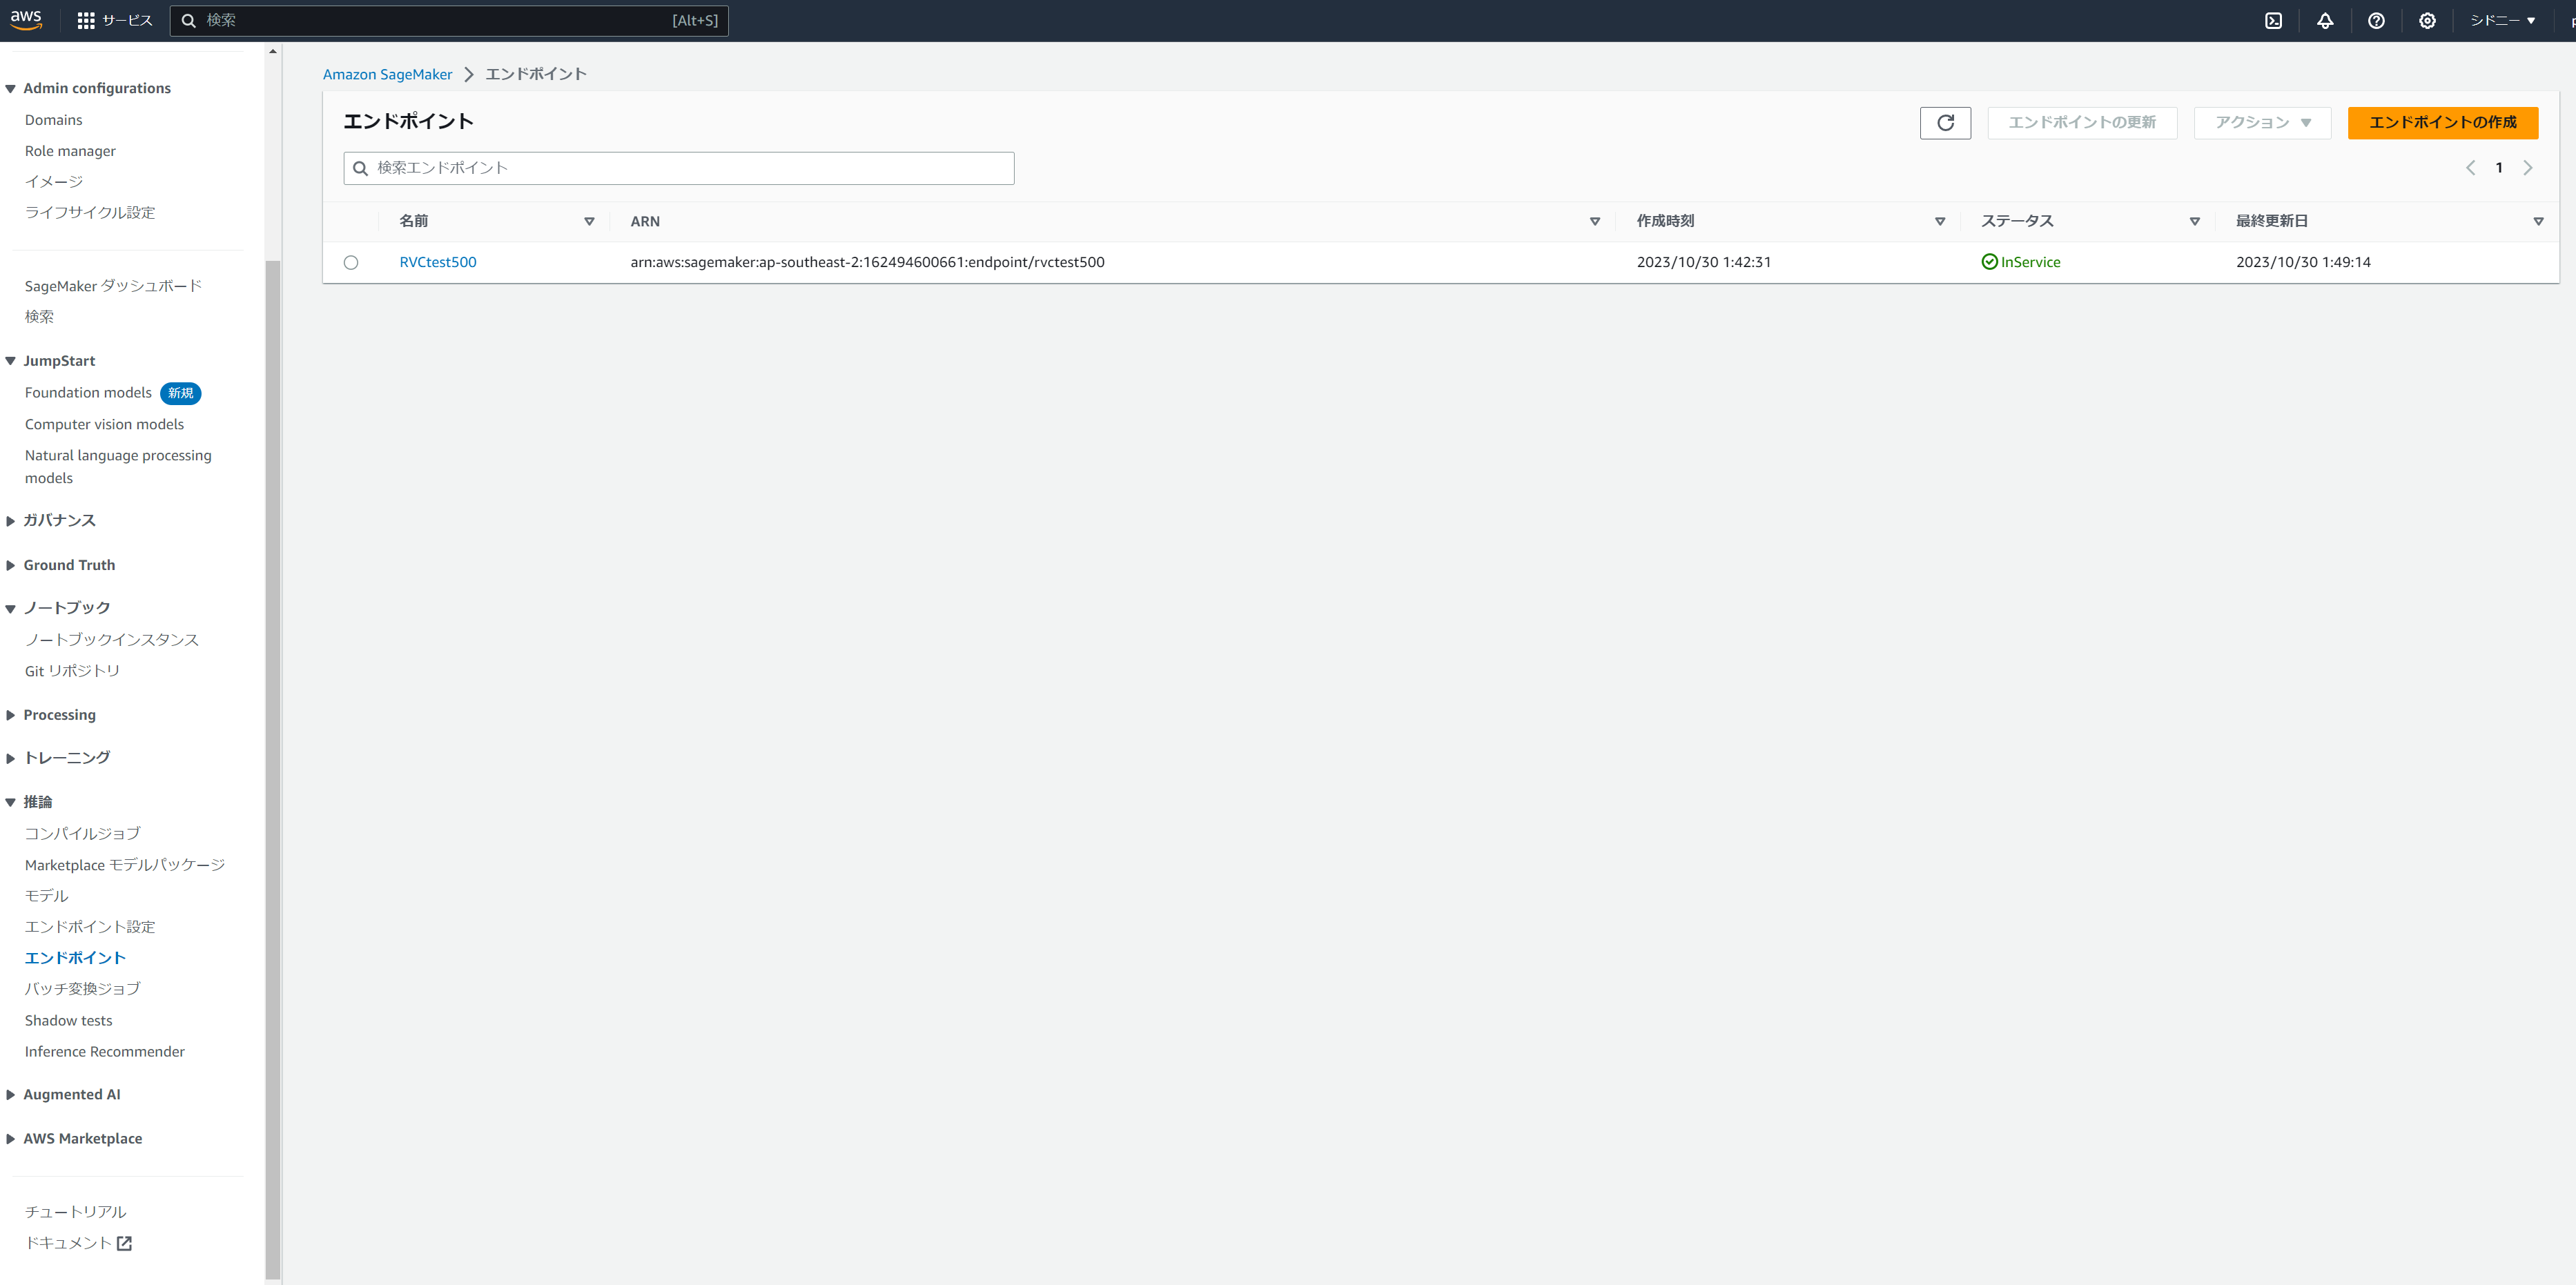 aws
サービス
検索
[Alt+S]
シドニー
Admin configurations
Domains
Role manager
イメージ
ライフサイクル設定
SageMaker ダッシュボード
検索
JumpStart
Foundation models 新規
Computer vision models
Natural language processing
models
ガバナンス
Ground Truth
ノートブック
ノートブックインスタンス
Git リポジトリ
Processing
トレーニング
推論
コンパイルジョブ
Marketplace モデルパッケージ
モデル
エンドポイント設定
エンドポイント
バッチ変換ジョブ
Shadow tests
Inference Recommender
Augmented AI
AWS Marketplace
チュートリアル
ドキュメント
Amazon SageMaker エンドポイント
エンドポイント
エンドポイントの更新
アクション
エンドポイントの作成
検索エンドポイント
1
名前 ARN 作成時刻 ステータス 最終更新日
RVCtest500 arn:aws:sagemaker:ap-southeast-2:162494600661:endpoint/rvctest500 2023/10/30 1:42:31 InService 2023/10/30 1:49:14